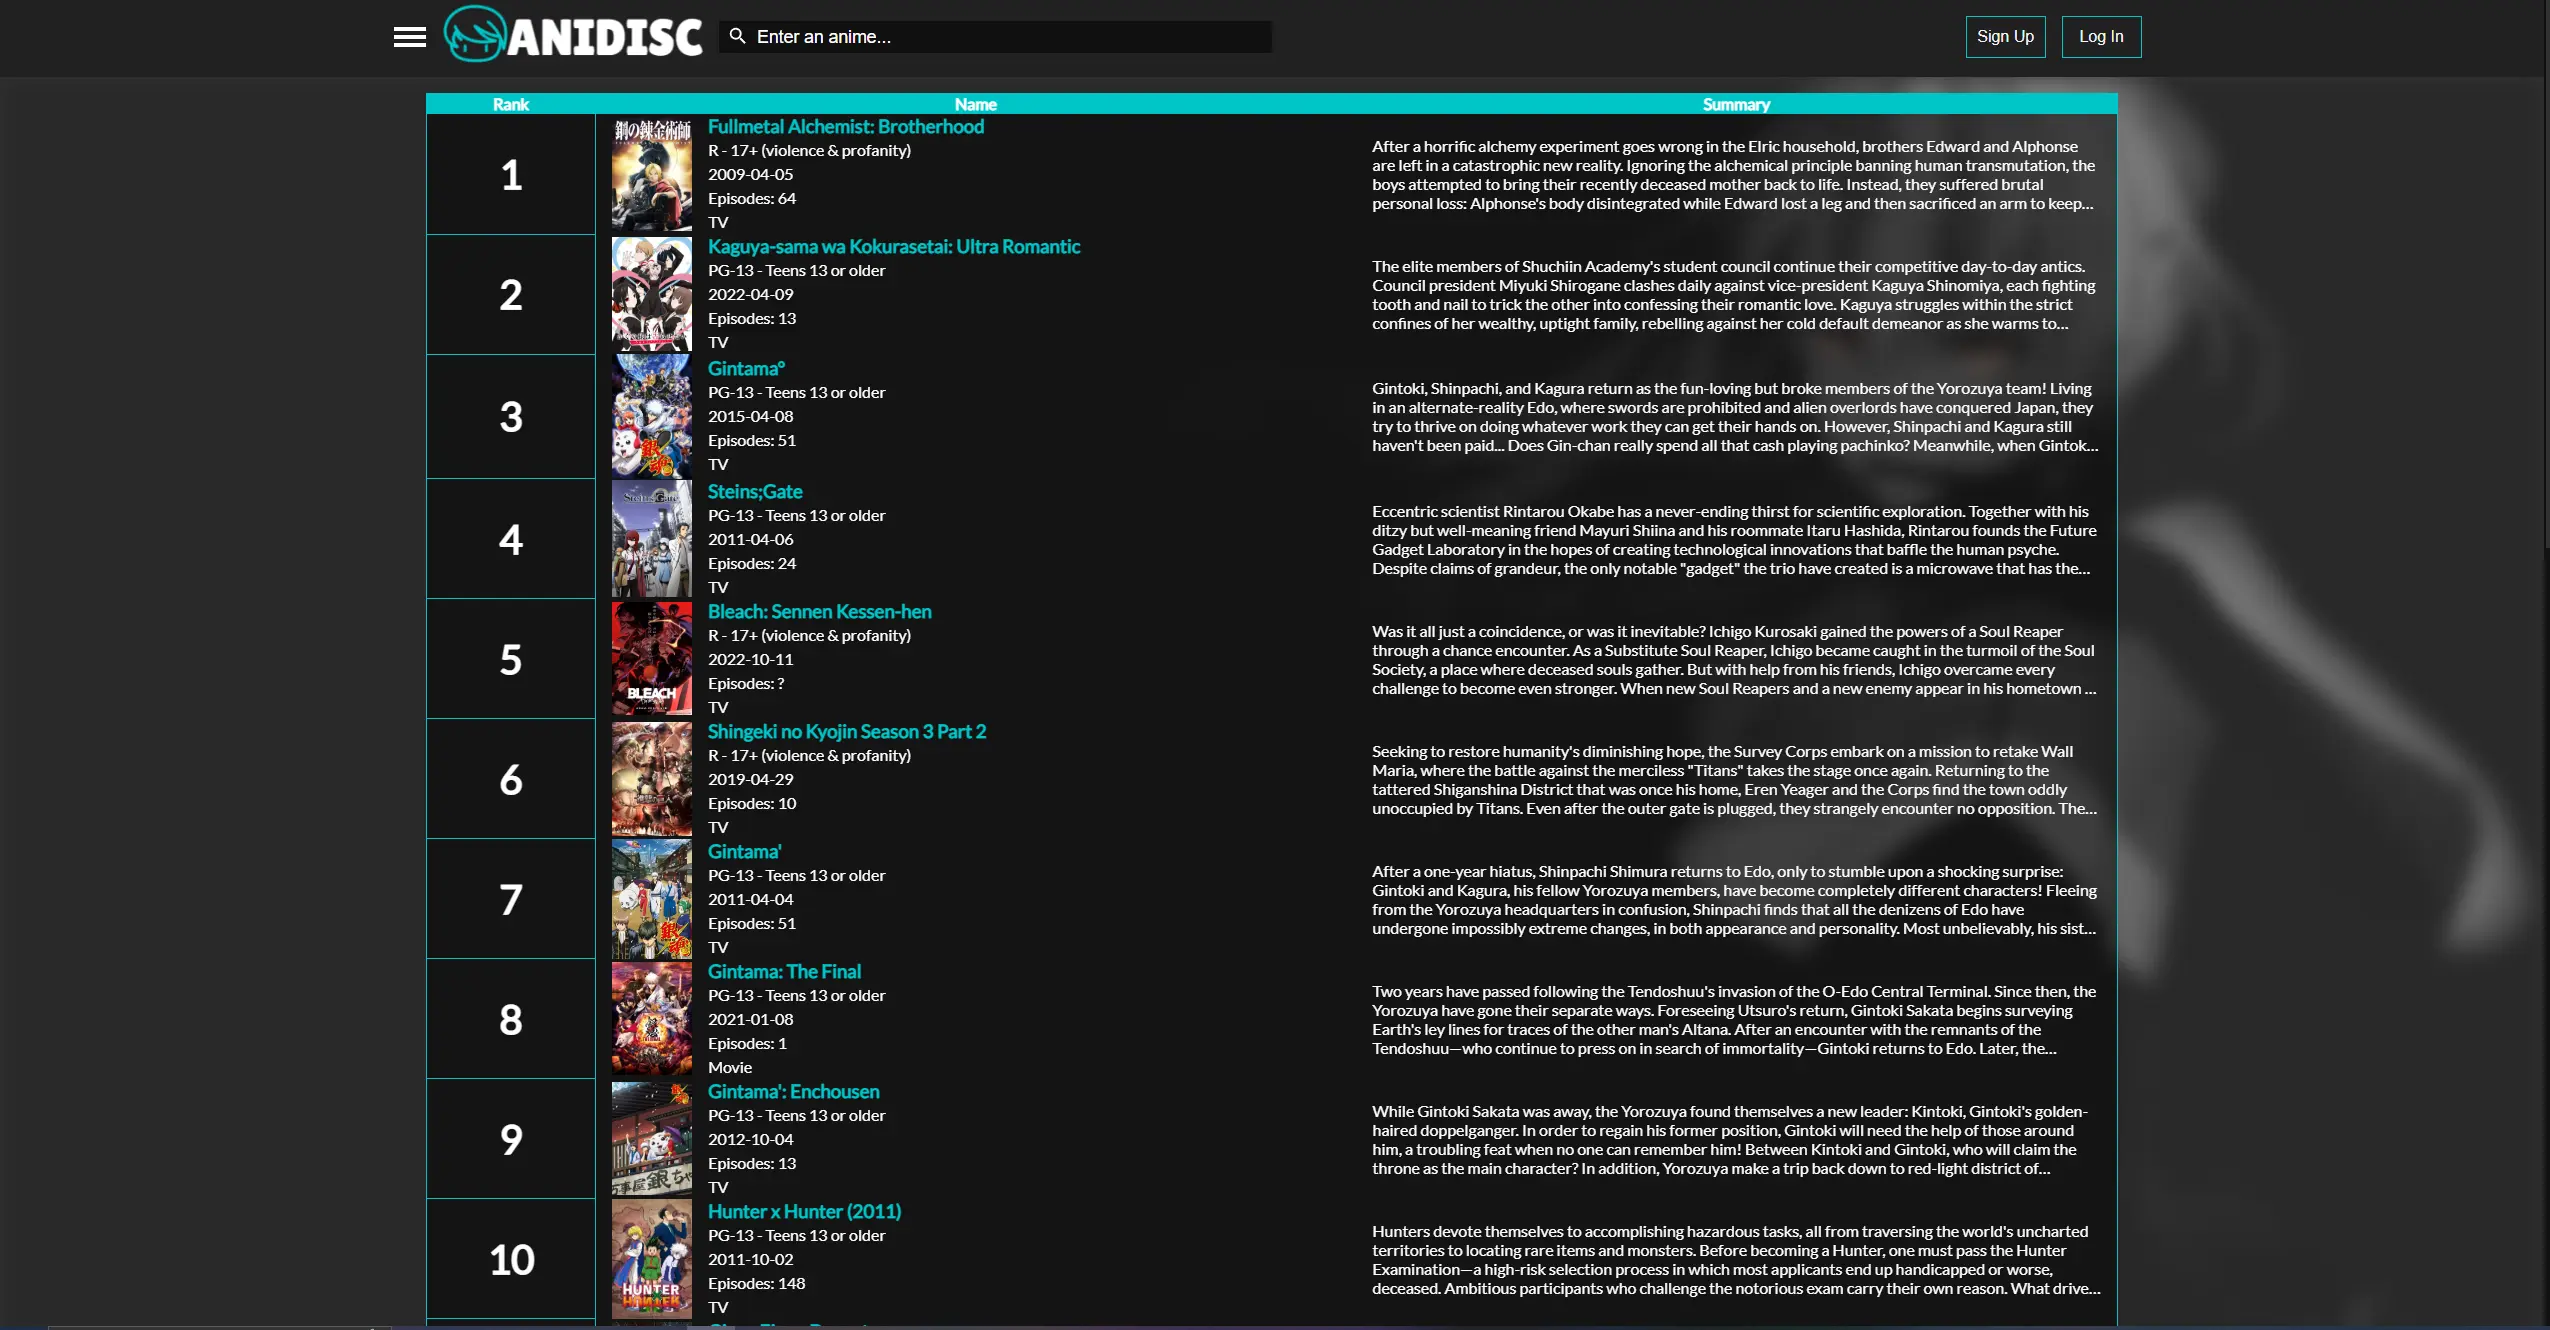 ANIDISC
Enter an anime...
Sign Up
Log In
Rank
Name
Summary
1
鋼の錬金術師
Fullmetal Alchemist: Brotherhood
R - 17+ (violence & profanity)
2009-04-05
Episodes: 64
TV
After a horrific alchemy experiment goes wrong in the Elric household, brothers Edward and Alphonse
are left in a catastrophic new reality. Ignoring the alchemical principle banning human transmutation, the
boys attempted to bring their recently deceased mother back to life. Instead, they suffered brutal
personal loss: Alphonse's body disintegrated while Edward lost a leg and then sacrificed an arm to keep...
2
Kaguya-sama wa Kokurasetai: Ultra Romantic
PG-13 - Teens 13 or older
2022-04-09
Episodes: 13
TV
The elite members of Shuchiin Academy's student council continue their competitive day-to-day antics.
Council president Miyuki Shirogane clashes daily against vice-president Kaguya Shinomiya, each fighting
tooth and nail to trick the other into confessing their romantic love. Kaguya struggles within the strict
confines of her wealthy, uptight family, rebelling against her cold default demeanor as she warms to...
3
銀魂
Gintama°
PG-13 - Teens 13 or older
2015-04-08
Episodes: 51
TV
Gintoki, Shinpachi, and Kagura return as the fun-loving but broke members of the Yorozuya team! Living
in an alternate-reality Edo, where swords are prohibited and alien overlords have conquered Japan, they
try to thrive on doing whatever work they can get their hands on. However, Shinpachi and Kagura still
haven't been paid... Does Gin-chan really spend all that cash playing pachinko? Meanwhile, when Gintok...
4
Steins;Gate
Steins;Gate
PG-13 - Teens 13 or older
2011-04-06
Episodes: 24
TV
Eccentric scientist Rintarou Okabe has a never-ending thirst for scientific exploration. Together with his
ditzy but well-meaning friend Mayuri Shiina and his roommate Itaru Hashida, Rintarou founds the Future
Gadget Laboratory in the hopes of creating technological innovations that baffle the human psyche.
Despite claims of grandeur, the only notable "gadget" the trio have created is a microwave that has the...
5
BLEACH
Bleach: Sennen Kessen-hen
R - 17+ (violence & profanity)
2022-10-11
Episodes: ?
TV
Was it all just a coincidence, or was it inevitable? Ichigo Kurosaki gained the powers of a Soul Reaper
through a chance encounter. As a Substitute Soul Reaper, Ichigo became caught in the turmoil of the Soul
Society, a place where deceased souls gather. But with help from his friends, Ichigo overcame every
challenge to become even stronger. When new Soul Reapers and a new enemy appear in his hometown ...
6
Shingeki no Kyojin Season 3 Part 2
R - 17+ (violence & profanity)
2019-04-29
Episodes: 10
TV
Seeking to restore humanity's diminishing hope, the Survey Corps embark on a mission to retake Wall
Maria, where the battle against the merciless "Titans" takes the stage once again. Returning to the
tattered Shiganshina District that was once his home, Eren Yeager and the Corps find the town oddly
unoccupied by Titans. Even after the outer gate is plugged, they strangely encounter no opposition. The...
7
銀魂
Gintama'
PG-13 - Teens 13 or older
2011-04-04
Episodes: 51
TV
After a one-year hiatus, Shinpachi Shimura returns to Edo, only to stumble upon a shocking surprise:
Gintoki and Kagura, his fellow Yorozuya members, have become completely different characters! Fleeing
from the Yorozuya headquarters in confusion, Shinpachi finds that all the denizens of Edo have
undergone impossibly extreme changes, in both appearance and personality. Most unbelievably, his sist...
8
Gintama: The Final
PG-13 - Teens 13 or older
2021-01-08
Episodes: 1
Movie
Two years have passed following the Tendoshuu's invasion of the O-Edo Central Terminal. Since then, the
Yorozuya have gone their separate ways. Foreseeing Utsuro's return, Gintoki Sakata begins surveying
Earth's ley lines for traces of the other man's Altana. After an encounter with the remnants of the
Tendoshuu—who continue to press on in search of immortality—Gintoki returns to Edo. Later, the...
9
Gintama': Enchousen
PG-13 - Teens 13 or older
2012-10-04
Episodes: 13
TV
While Gintoki Sakata was away, the Yorozuya found themselves a new leader: Kintoki, Gintoki's golden-
haired doppelganger. In order to regain his former position, Gintoki will need the help of those around
him, a troubling feat when no one can remember him! Between Kintoki and Gintoki, who will claim the
throne as the main character? In addition, Yorozuya make a trip back down to red-light district of...
10
HUNTER
HUNTER
Hunter x Hunter (2011)
PG-13 - Teens 13 or older
2011-10-02
Episodes: 148
TV
Hunters devote themselves to accomplishing hazardous tasks, all from traversing the world's uncharted
territories to locating rare items and monsters. Before becoming a Hunter, one must pass the Hunter
Examination—a high-risk selection process in which most applicants end up handicapped or worse,
deceased. Ambitious participants who challenge the notorious exam carry their own reason. What drive...